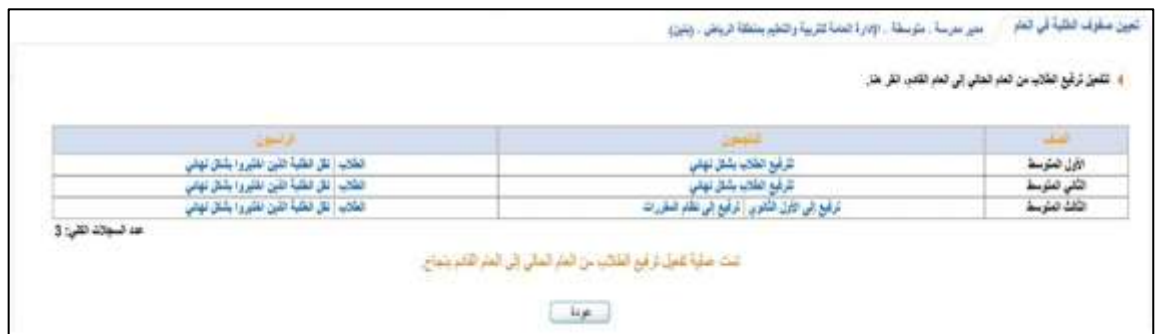 تعيين صفوف الطلبة في العام / مدير مدرسة . متوسطة . الإدارة العامة للتربية والتعليم بمنطقة الرياض . (بنين)
لتفعيل ترفيع الطلاب من العام الحالي إلى العام القادم، انقر هنا.
الصف الناجحون الراسبون
الأول المتوسط ترفيع الطلاب بشكل نهائي الطلاب | نقل الطلبة الذين اختيروا بشكل نهائي
الثاني المتوسط ترفيع الطلاب بشكل نهائي الطلاب | نقل الطلبة الذين اختيروا بشكل نهائي
الثالث المتوسط ترفيع إلى الأول الثانوي | ترفيع إلى نظام المقررات الطلاب | نقل الطلبة الذين اختيروا بشكل نهائي
عدد السجلات الكلي: 3
تمت عملية تفعيل ترفيع الطلاب من العام الحالي إلى العام القادم بنجاح.
عودة